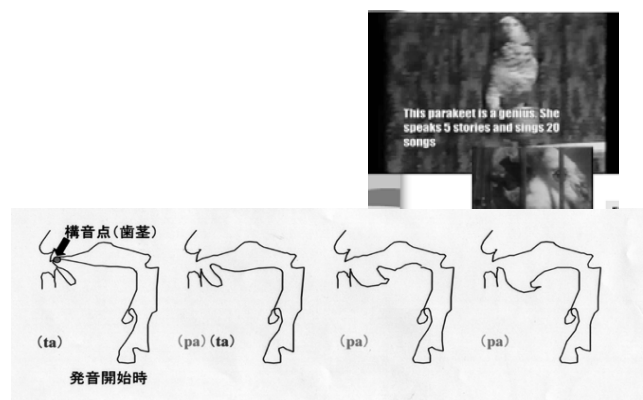 This parakeet is a genius. She
speaks 5 stories and sings 20
songs
構音点(歯茎)
(ta)
(pa)(ta)
(pa)
(pa)
発音開始時